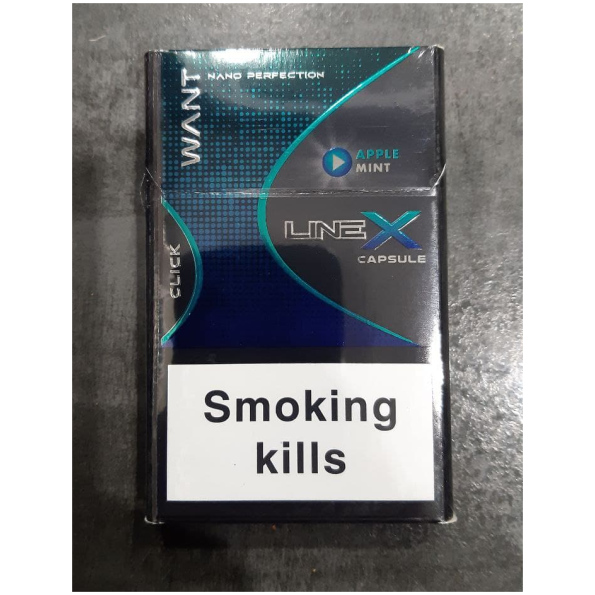 WANT
NANO PERFECTION
APPLE
MINT
LINE X
CAPSULE
CLICK
Smoking
kills